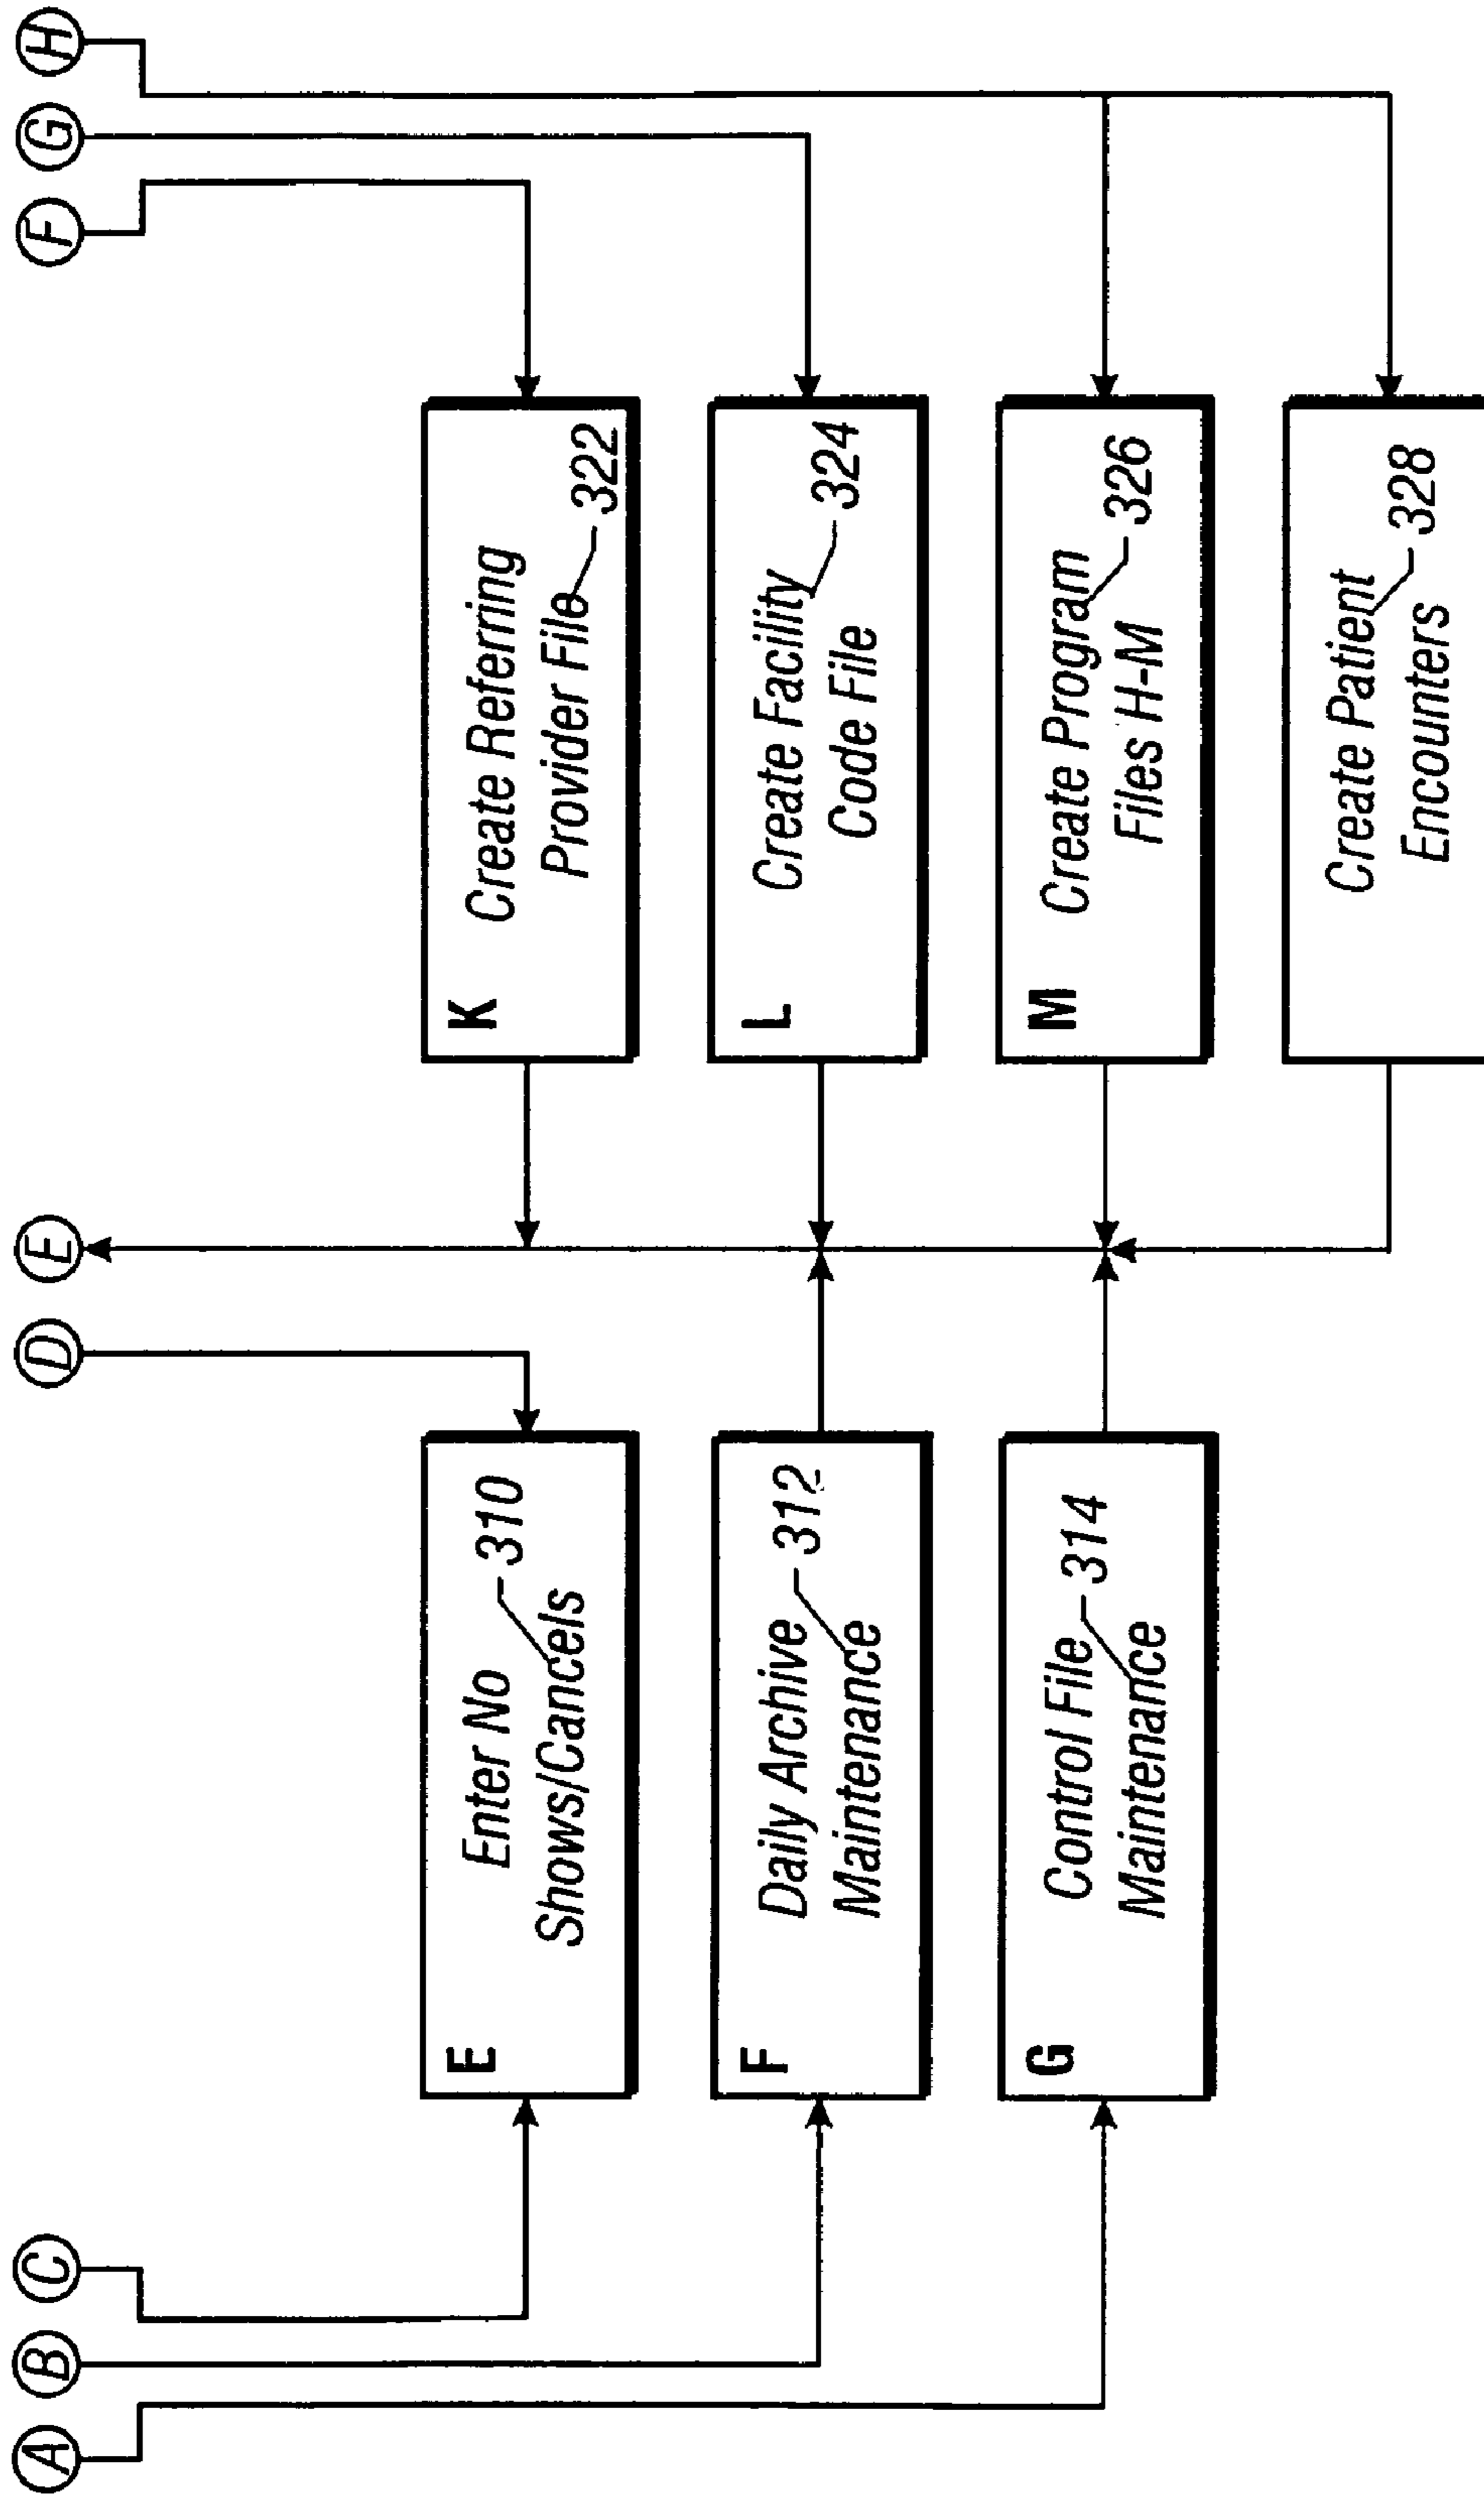 A
B
C
D
E
F
G
H
E
Enter No
Shows/Cancels
310
F
Daily Archive
Maintenance
312
G
Control File
Maintenance
314
K
Create Refering
Provider File
322
L
Create Facility
Code File
324
M
Create Program
Files H-M
326
Create Patient
Encounters
328